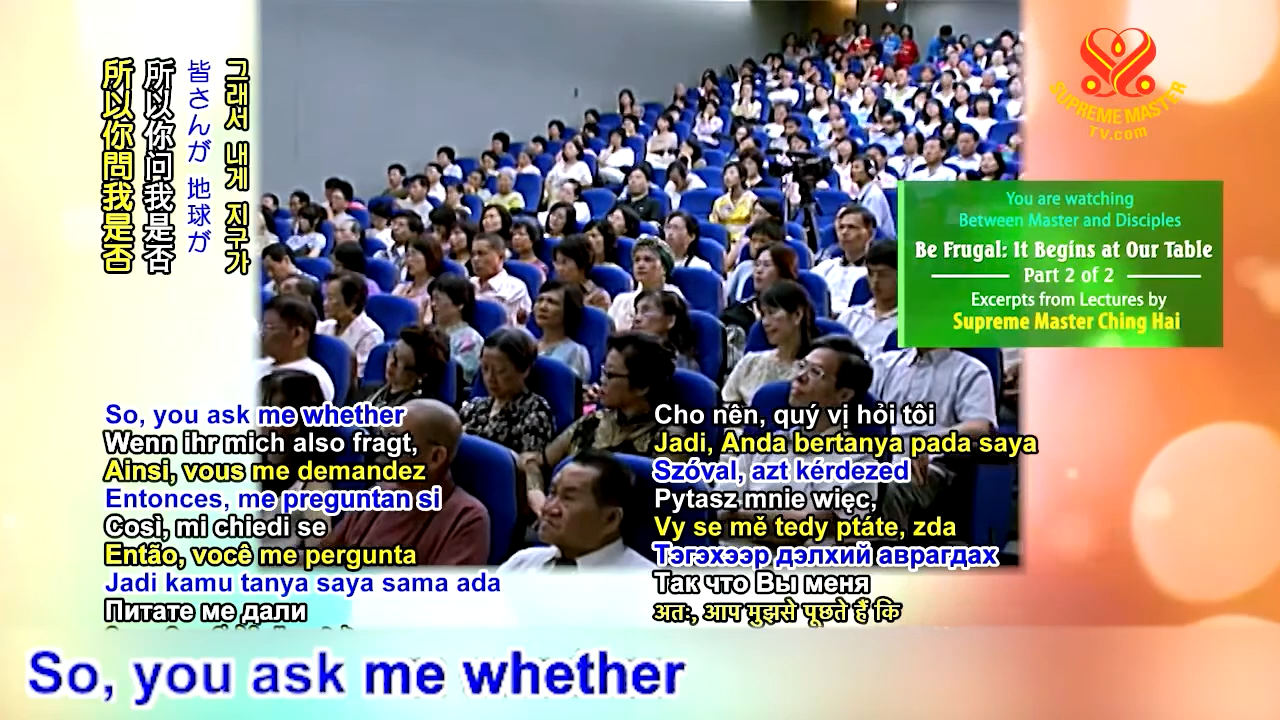 그래서 내게 지구가
皆さんが 地球が
所以你问我是否
所以你問我是否
SUPREME MASTER
TV.com
You are watching
Between Master and Disciples
Be Frugal: It Begins at Our Table
Part 2 of 2
Excerpts from Lectures by
Supreme Master Ching Hai
So, you ask me whether
Wenn ihr mich also fragt,
Ainsi, vous me demandez
Entonces, me preguntan si
Così, mi chiedi se
Então, você me pergunta
Jadi kamu tanya saya sama ada
Питате ме дали
Cho nên, quý vị hỏi tôi
Jadi, Anda bertanya pada saya
Szóval, azt kérdezed
Pytasz mnie więc,
Vy se mě tedy ptáte, zda
Тэгэхээр дэлхий аврагдах
Так что Вы меня
अतः, आप मुझसे पूछते हैं कि
So, you ask me whether